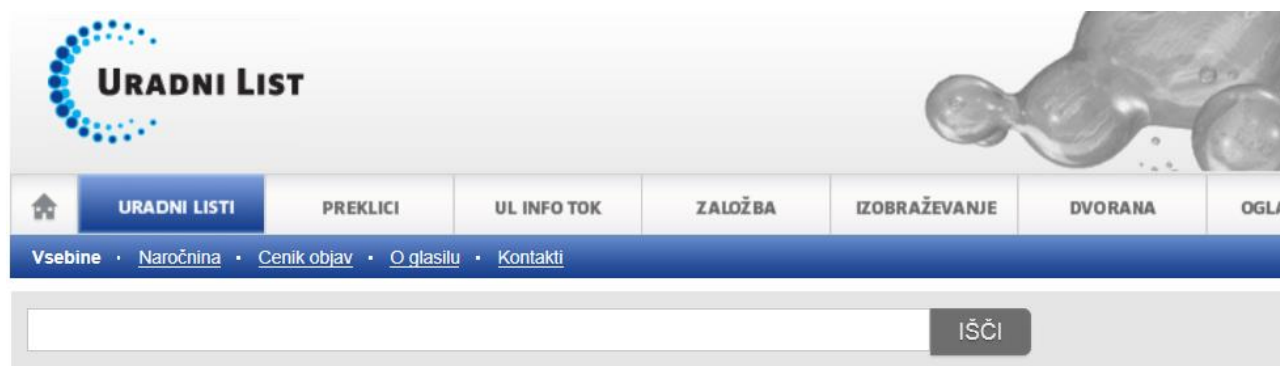 URADNI LIST
URADNI LISTI PREKLICI UL INFO TOK ZALOŽBA IZOBRAŽEVANJE DVORANA
Vsebine · Naročnina · Cenik objav · O glasilu · Kontakti
IŠČI